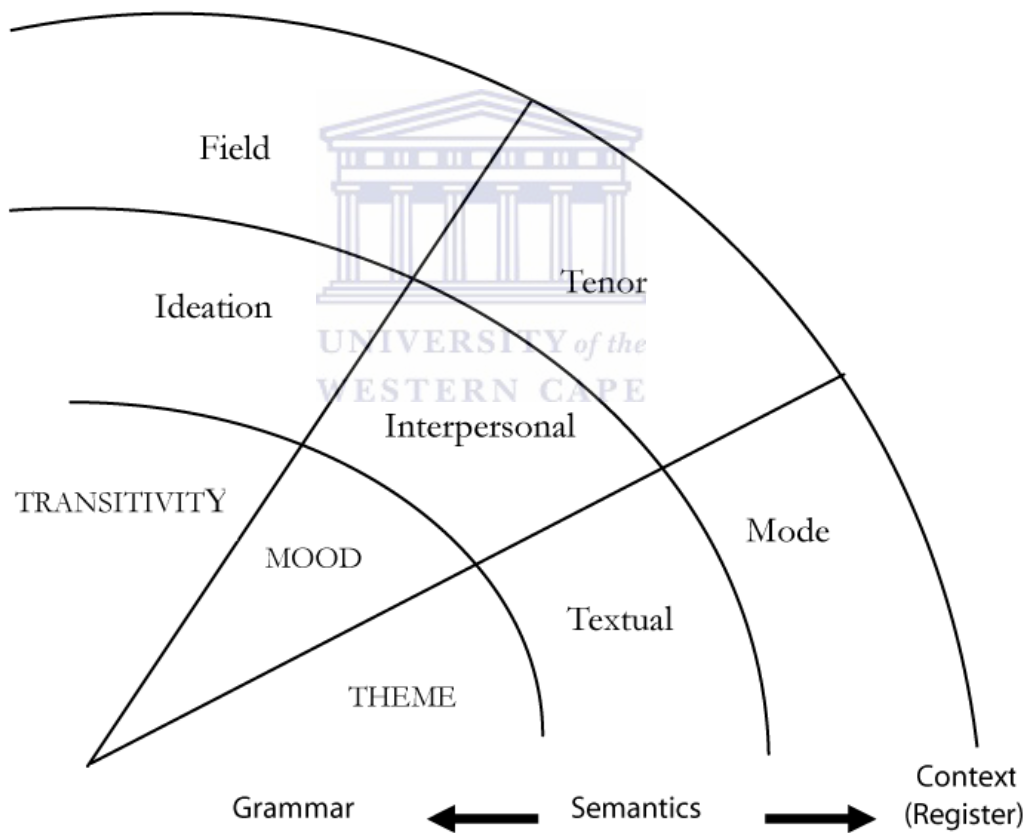 Field
Tenor
Ideation
UNIVERSITY of the
WESTERN CAPE
Interpersonal
TRANSITIVITY
Mode
MOOD
Textual
THEME
Grammar
Semantics
Context
(Register)